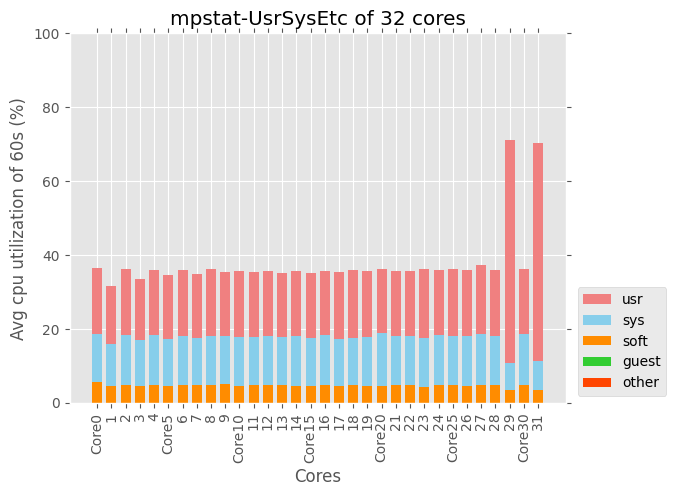 mpstat-UsrSysEtc of 32 cores
Avg cpu utilization of 60s (%)
100
80
60
40
20
0
Core0
1
2
3
4
Core5
6
7
8
9
Core10
11
12
13
14
Core15
16
17
18
19
Core20
21
22
23
24
Core25
26
27
28
29
Core30
31
Cores
usr
sys
soft
guest
other